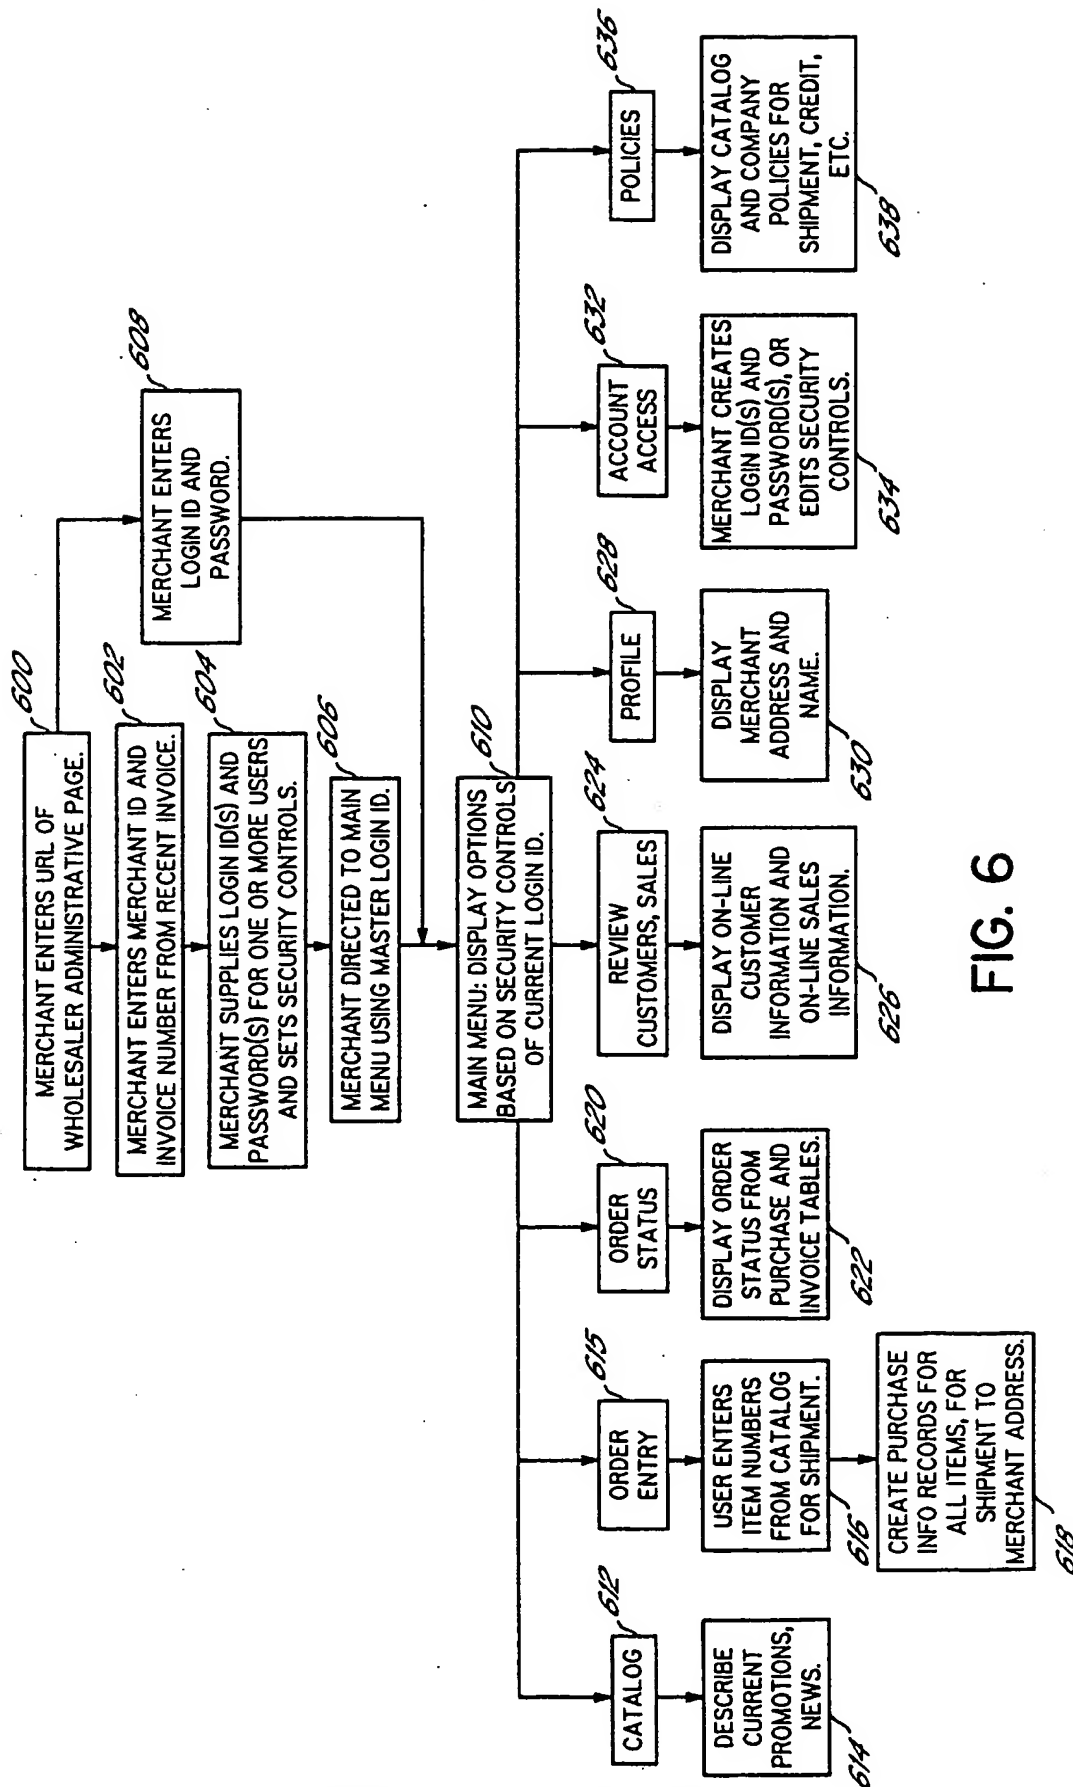 600
MERCHANT ENTERS URL OF
WHOLESALER ADMINISTRATIVE PAGE.
602
MERCHANT ENTERS MERCHANT ID AND
INVOICE NUMBER FROM RECENT INVOICE.
604
MERCHANT SUPPLIES LOGIN ID(S) AND
PASSWORD(S) FOR ONE OR MORE USERS
AND SETS SECURITY CONTROLS.
606
MERCHANT DIRECTED TO MAIN
MENU USING MASTER LOGIN ID.
608
MERCHANT ENTERS
LOGIN ID AND
PASSWORD.
610
MAIN MENU: DISPLAY OPTIONS
BASED ON SECURITY CONTROLS
OF CURRENT LOGIN ID.
612
CATALOG
DESCRIBE
CURRENT
PROMOTIONS,
NEWS.
614
615
ORDER
ENTRY
USER ENTERS
ITEM NUMBERS
FROM CATALOG
FOR SHIPMENT.
616
CREATE PURCHASE
INFO RECORDS FOR
ALL ITEMS, FOR
SHIPMENT TO
MERCHANT ADDRESS.
618
620
ORDER
STATUS
DISPLAY ORDER
STATUS FROM
PURCHASE AND
INVOICE TABLES.
622
624
REVIEW
CUSTOMERS, SALES
DISPLAY ON-LINE
CUSTOMER
INFORMATION AND
ON-LINE SALES
INFORMATION.
626
628
PROFILE
DISPLAY
MERCHANT
ADDRESS AND
NAME.
630
632
ACCOUNT
ACCESS
MERCHANT CREATES
LOGIN ID(S) AND
PASSWORD(S), OR
EDITS SECURITY
CONTROLS.
634
636
POLICIES
DISPLAY CATALOG
AND COMPANY
POLICIES FOR
SHIPMENT, CREDIT,
ETC.
638
FIG. 6